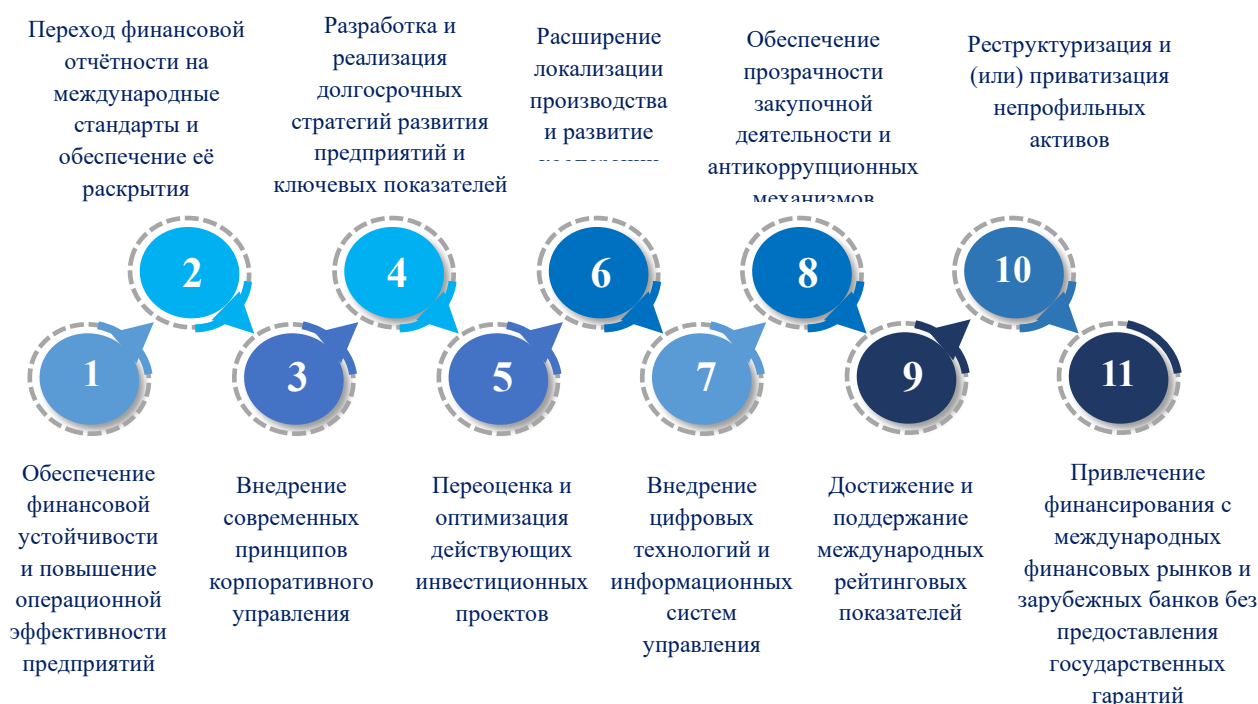 Переход финансовой
отчётности на
международные
стандарты и
обеспечение её
раскрытия
Разработка и
реализация
долгосрочных
стратегий развития
предприятий и
ключевых показателей
Расширение
локализации
производства
и развитие
Обеспечение
прозрачности
закупочной
деятельности и
антикоррупционных
механизмов
Реструктуризация и
(или) приватизация
непрофильных
активов
2
4
6
8
10
1
3
5
7
9
11
Обеспечение
финансовой
устойчивости
и повышение
операционной
эффективности
предприятий
Внедрение
современных
принципов
корпоративного
управления
Переоценка и
оптимизация
действующих
инвестиционных
проектов
Внедрение
цифровых
технологий и
информационных
систем
управления
Достижение и
поддержание
международных
рейтинговых
показателей
Привлечение
финансирования с
международных
финансовых рынков и
зарубежных банков без
предоставления
государственных
гарантий